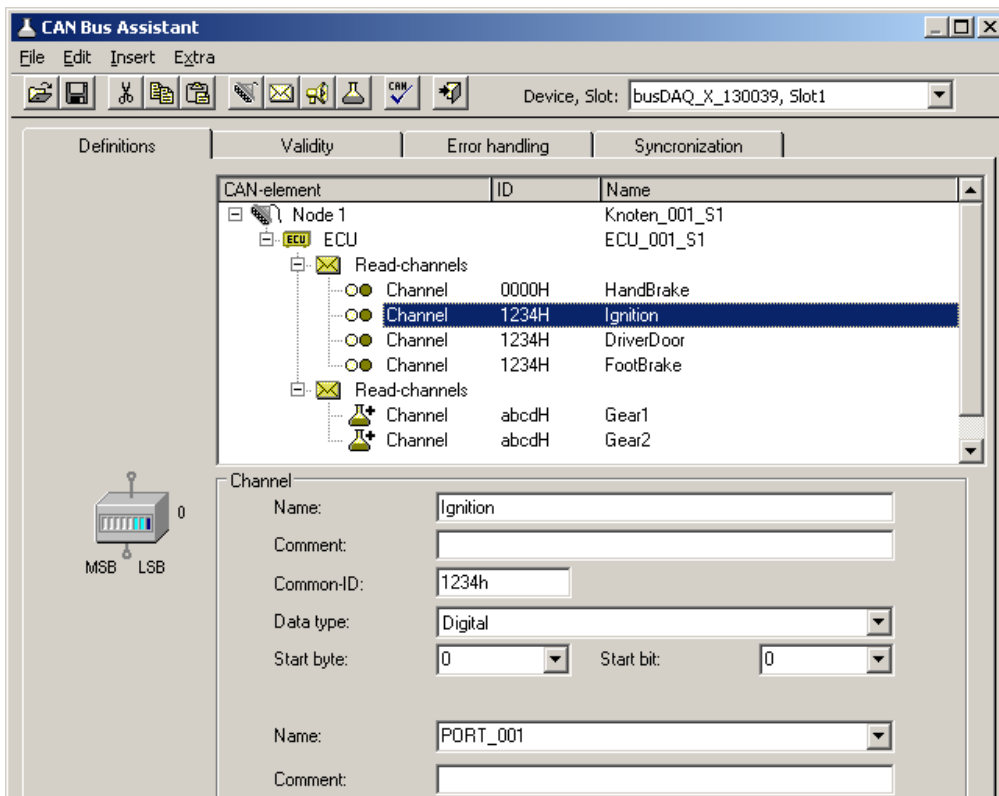 CAN Bus Assistant
File Edit Insert Extra
CAN Device, Slot: busDAQ_X_130039, Slot1
Definitions Validity Error handling Syncronization
CAN-element ID Name
Node 1 Knoten_001_S1
ECU ECU ECU_001_S1
Read-channels
Channel 0000H HandBrake
Channel 1234H Ignition
Channel 1234H DriverDoor
Channel 1234H FootBrake
Read-channels
Channel abcdH Gear1
Channel abcdH Gear2
Channel
Name: Ignition
0
Comment:
MSB LSB
Common-ID: 1234h
Data type: Digital
Start byte: 0 Start bit: 0
Name: PORT_001
Comment: